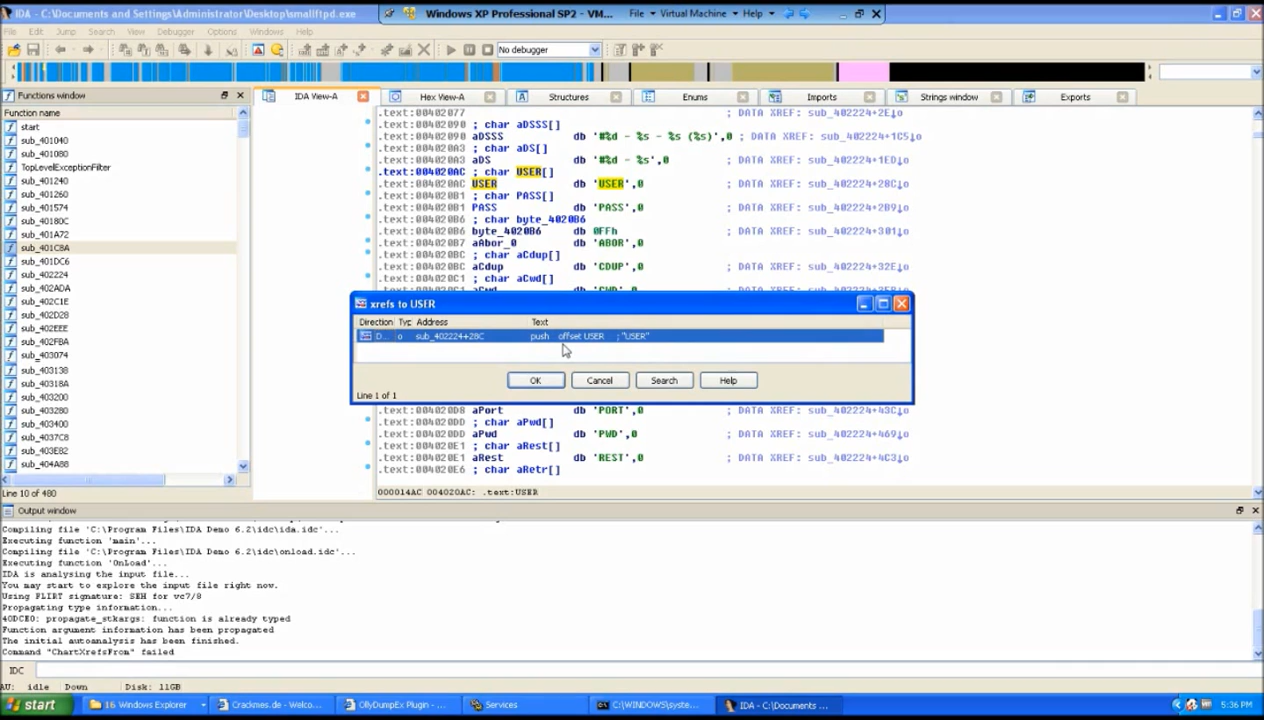 IDA - C:\Documents and Settings\Administrator\Desktop\smallftpd.exe
Windows XP Professional SP2 - VM... File Virtual Machine Help
File Edit Jump Search View Debugger Options Windows Help
No debugger
Functions window
IDA View-A Hex View-A Structures Enums Imports Strings window Exports
Function name
start
sub_401040
sub_401080
TopLevelExceptionFilter
sub_401240
sub_401260
sub_401574
sub_40180C
sub_401A72
sub_401C8A
sub_401DC6
sub_402224
sub_402ADA
sub_402C1E
sub_402D28
sub_402EEE
sub_402FBA
sub_403074
sub_403138
sub_40318A
sub_403200
sub_403280
sub_403400
sub_4037C8
sub_403E82
sub_404A88
Line 10 of 480
.text:00402077 ; DATA XREF: sub_402224+2E↓o
.text:00402090 ; char aDSSS[]
.text:00402090 aDSSS db '#%d - %s - %s (%s)',0 ; DATA XREF: sub_402224+1C5↓o
.text:004020A3 ; char aDS[]
.text:004020A3 aDS db '#%d - %s',0 ; DATA XREF: sub_402224+1ED↓o
.text:004020AC ; char USER[]
.text:004020AC USER db 'USER',0 ; DATA XREF: sub_402224+28C↓o
.text:004020B1 ; char PASS[]
.text:004020B1 PASS db 'PASS',0 ; DATA XREF: sub_402224+2B9↓o
.text:004020B6 ; char byte_4020B6
.text:004020B6 byte_4020B6 db 0FFh ; DATA XREF: sub_402224+301↓o
.text:004020B7 aAbor_0 db 'ABOR',0
.text:004020BC ; char aCdup[]
.text:004020BC aCdup db 'CDUP',0 ; DATA XREF: sub_402224+32E↓o
.text:004020C1 ; char aCwd[]
xrefs to USER
Direction Typ Address Text
D... o sub_402224+28C push offset USER ; "USER"
OK Cancel Search Help
Line 1 of 1
.text:004020D8 aPort db 'PORT',0 ; DATA XREF: sub_402224+43C↓o
.text:004020DD ; char aPwd[]
.text:004020DD aPwd db 'PWD',0 ; DATA XREF: sub_402224+469↓o
.text:004020E1 ; char aRest[]
.text:004020E1 aRest db 'REST',0 ; DATA XREF: sub_402224+4C3↓o
.text:004020E6 ; char aRetr[]
000014AC 004020AC: .text:USER
Output window
Compiling file 'C:\Program Files\IDA Demo 6.2\idc\ida.idc'...
Executing function 'main'...
Compiling file 'C:\Program Files\IDA Demo 6.2\idc\onload.idc'...
Executing function 'OnLoad'...
IDA is analysing the input file...
You may start to explore the input file right now.
Using FLIRT signature: SEH for vc7/8
Propagating type information...
40DCE0: propagate_stkargs: function is already typed
Function argument information has been propagated
The initial autoanalysis has been finished.
Command "ChartXrefsFrom" failed
IDC
AU: idle Down Disk: 11GB
start 16 Windows Explorer Crackmes.de - Welco... OllyDumpEx Plugin - ... Services C:\WINDOWS\syste... IDA - C:\Documents ... 5:36 PM